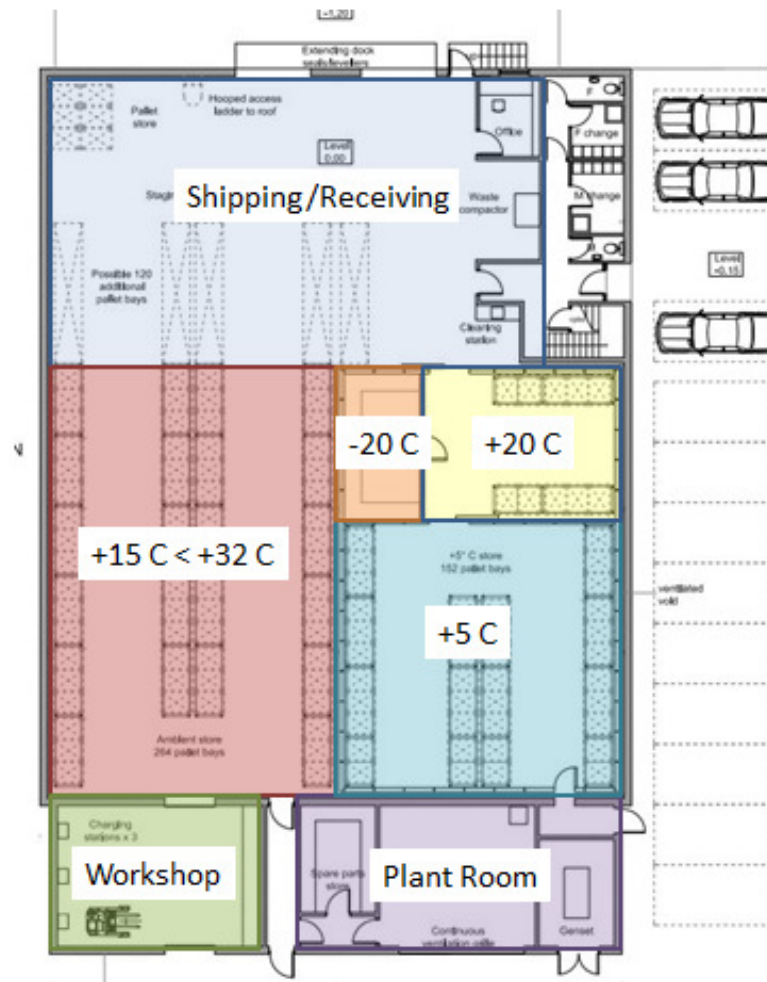 -1,20
Extending dock
seals/levellers
Pallet
store
Hooped access
ladder to roof
Level
0,00
Office
F
F change
Shipping/Receiving
Waste
compactor
M change
Possible 120
additional
pallet bays
Level
-0,15
Cleaning
station
-20 C
+20 C
+15 C < +32 C
+5° C store
152 pallet bays
ventilated
void
+5 C
Ambient store
264 pallet bays
Charging
stations x 3
Workshop
Plant Room
Spare parts
store
Continuous
ventilation grille
Genset